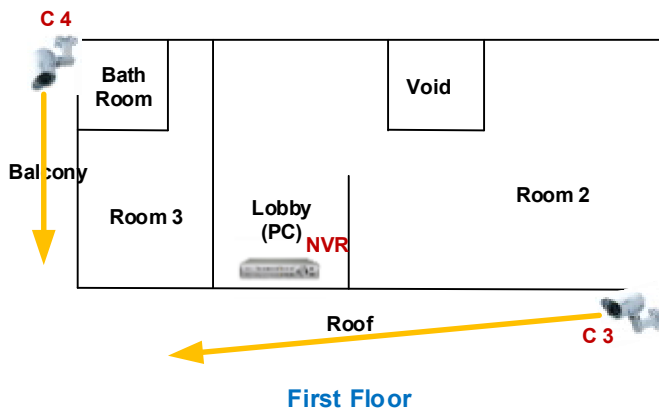 C 4
Bath
Room
Void
Balcony
Room 3
Lobby
(PC)
NVR
Room 2
Roof
C 3
First Floor